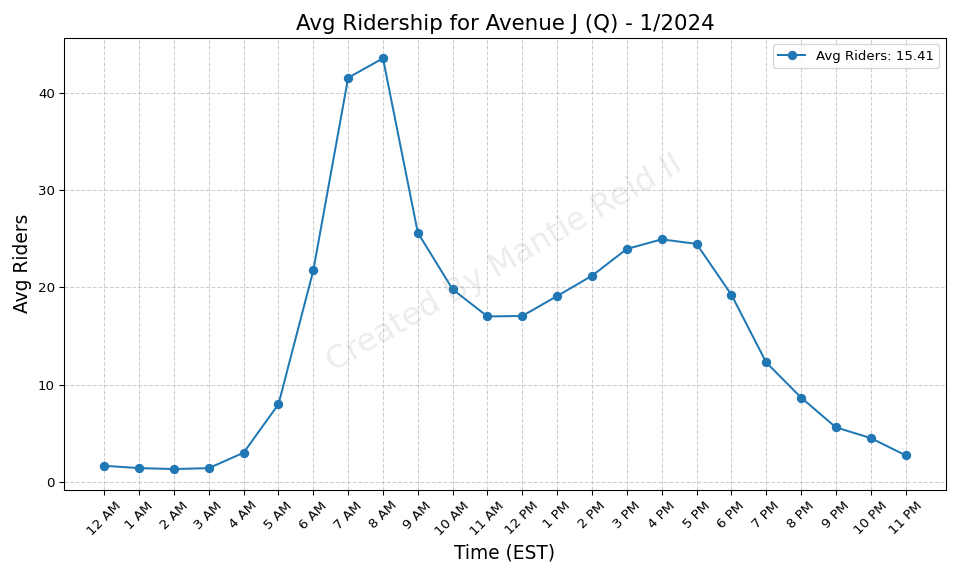 Avg Ridership for Avenue J (Q) - 1/2024
Avg Riders: 15.41
Avg Riders
40
30
20
10
0
Created By Mantie Reid II
12 AM
1 AM
2 AM
3 AM
4 AM
5 AM
6 AM
7 AM
8 AM
9 AM
10 AM
11 AM
12 PM
1 PM
2 PM
3 PM
4 PM
5 PM
6 PM
7 PM
8 PM
9 PM
10 PM
11 PM
Time (EST)